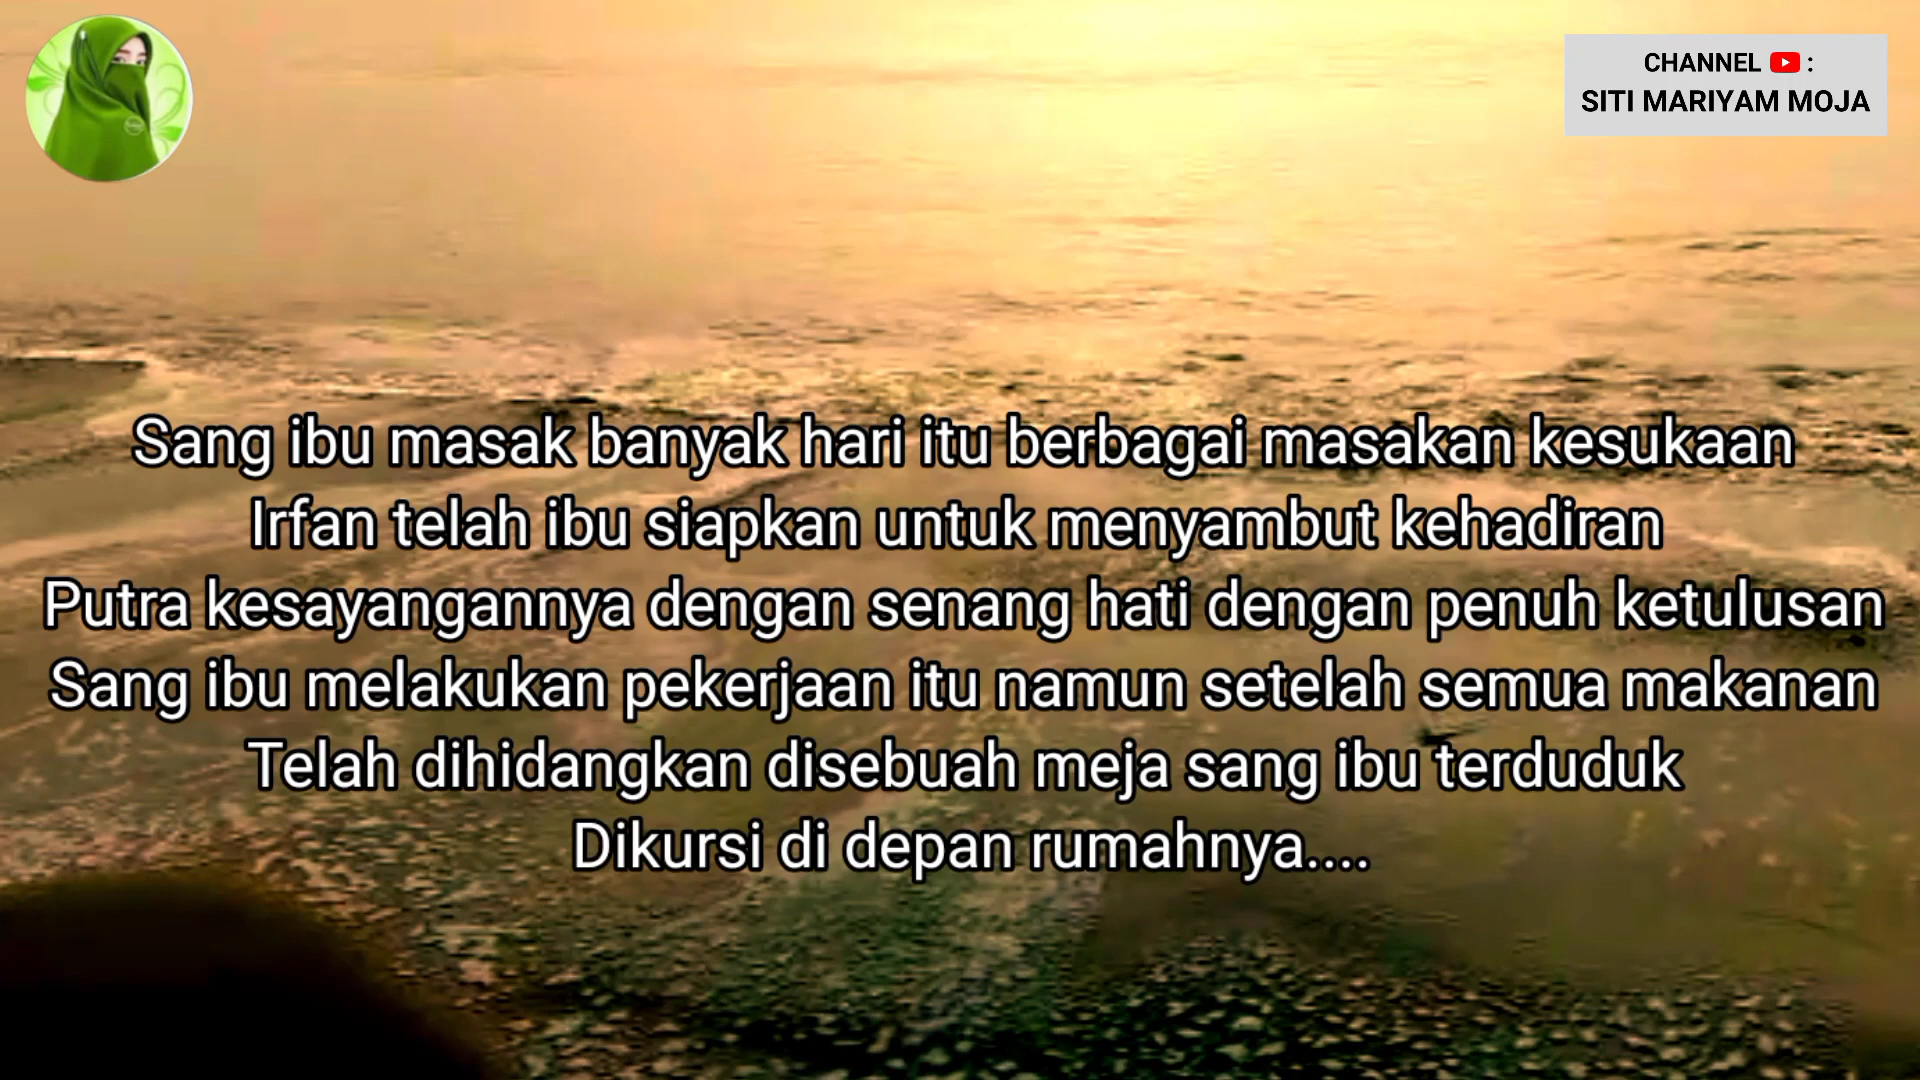 CHANNEL :
SITI MARIYAM MOJA
Sang ibu masak banyak hari itu berbagai masakan kesukaan
Irfan telah ibu siapkan untuk menyambut kehadiran
Putra kesayangannya dengan senang hati dengan penuh ketulusan
Sang ibu melakukan pekerjaan itu namun setelah semua makanan
Telah dihidangkan disebuah meja sang ibu terduduk
Dikursi di depan rumahnya....